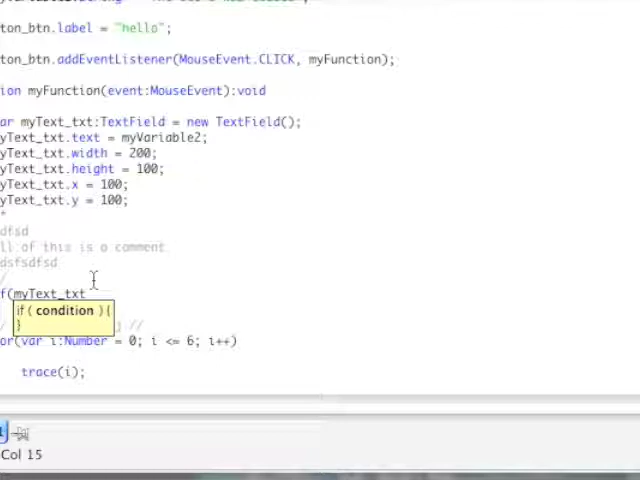 ton_btn.label = "hello";
ton_btn.addEventListener(MouseEvent.CLICK, myFunction);
ion myFunction(event:MouseEvent):void
ar myText_txt:TextField = new TextField();
yText_txt.text = myVariable2;
yText_txt.width = 200;
yText_txt.height = 100;
yText_txt.x = 100;
yText_txt.y = 100;
*
dfsd
ll of this is a comment
dsfsdfsd
/
f(myText_txt
if ( condition ){
}
/ //
or(var i:Number = 0; i <= 6; i++)
trace(i);
1
Col 15